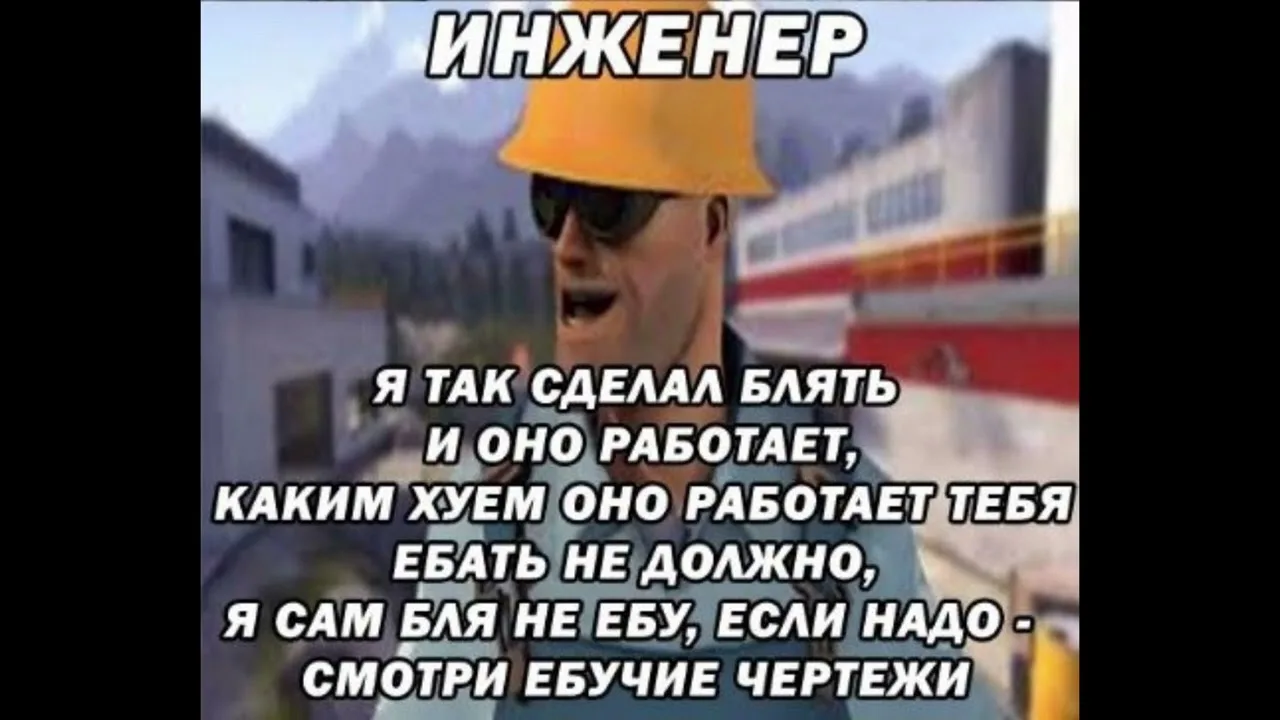 ИНЖЕНЕР
Я ТАК СДЕЛАЛ БЛЯТЬ
И ОНО РАБОТАЕТ,
КАКИМ ХУЕМ ОНО РАБОТАЕТ ТЕБЯ
ЕБАТЬ НЕ ДОЛЖНО,
Я САМ БЛЯ НЕ ЕБУ, ЕСЛИ НАДО -
СМОТРИ ЕБУЧИЕ ЧЕРТЕЖИ